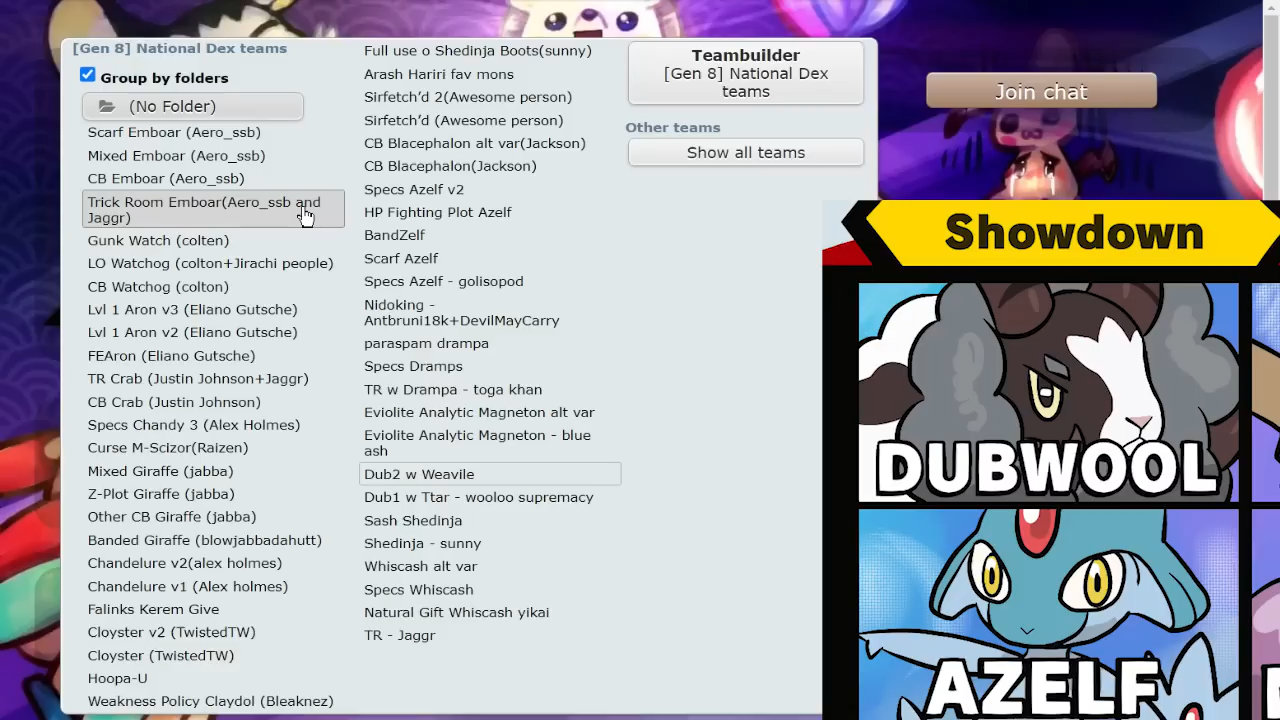 [Gen 8] National Dex teams
Group by folders
(No Folder)
Scarf Emboar (Aero_ssb)
Mixed Emboar (Aero_ssb)
CB Emboar (Aero_ssb)
Trick Room Emboar(Aero_ssb and
Jaggr)
Gunk Watch (colten)
LO Watchog (colton+Jirachi people)
CB Watchog (colton)
Lvl 1 Aron v3 (Eliano Gutsche)
Lvl 1 Aron v2 (Eliano Gutsche)
FEAron (Eliano Gutsche)
TR Crab (Justin Johnson+Jaggr)
CB Crab (Justin Johnson)
Specs Chandy 3 (Alex Holmes)
Curse M-Scizor(Raizen)
Mixed Giraffe (jabba)
Z-Plot Giraffe (jabba)
Other CB Giraffe (jabba)
Banded Giraffe (blowjabbadahutt)
Chandelure v2(alex holmes)
Chandelure v1 (Alex holmes)
Falinks Kerem Give
Cloyster v2 (TwistedTW)
Cloyster (TwistedTW)
Hoopa-U
Weakness Policy Claydol (Bleaknez)
Full use o Shedinja Boots(sunny)
Arash Hariri fav mons
Sirfetch’d 2(Awesome person)
Sirfetch’d (Awesome person)
CB Blacephalon alt var(Jackson)
CB Blacephalon(Jackson)
Specs Azelf v2
HP Fighting Plot Azelf
BandZelf
Scarf Azelf
Specs Azelf - golisopod
Nidoking -
Antbruni18k+DevilMayCarry
paraspam drampa
Specs Drampa
TR w Drampa - toga khan
Eviolite Analytic Magneton alt var
Eviolite Analytic Magneton - blue
ash
Dub2 w Weavile
Dub1 w Ttar - wooloo supremacy
Sash Shedinja
Shedinja - sunny
Whiscash alt var
Specs Whiscash
Natural Gift Whiscash yikai
TR - Jaggr
Teambuilder
[Gen 8] National Dex
teams
Other teams
Show all teams
Join chat
Showdown
DUBWOOL
AZELF